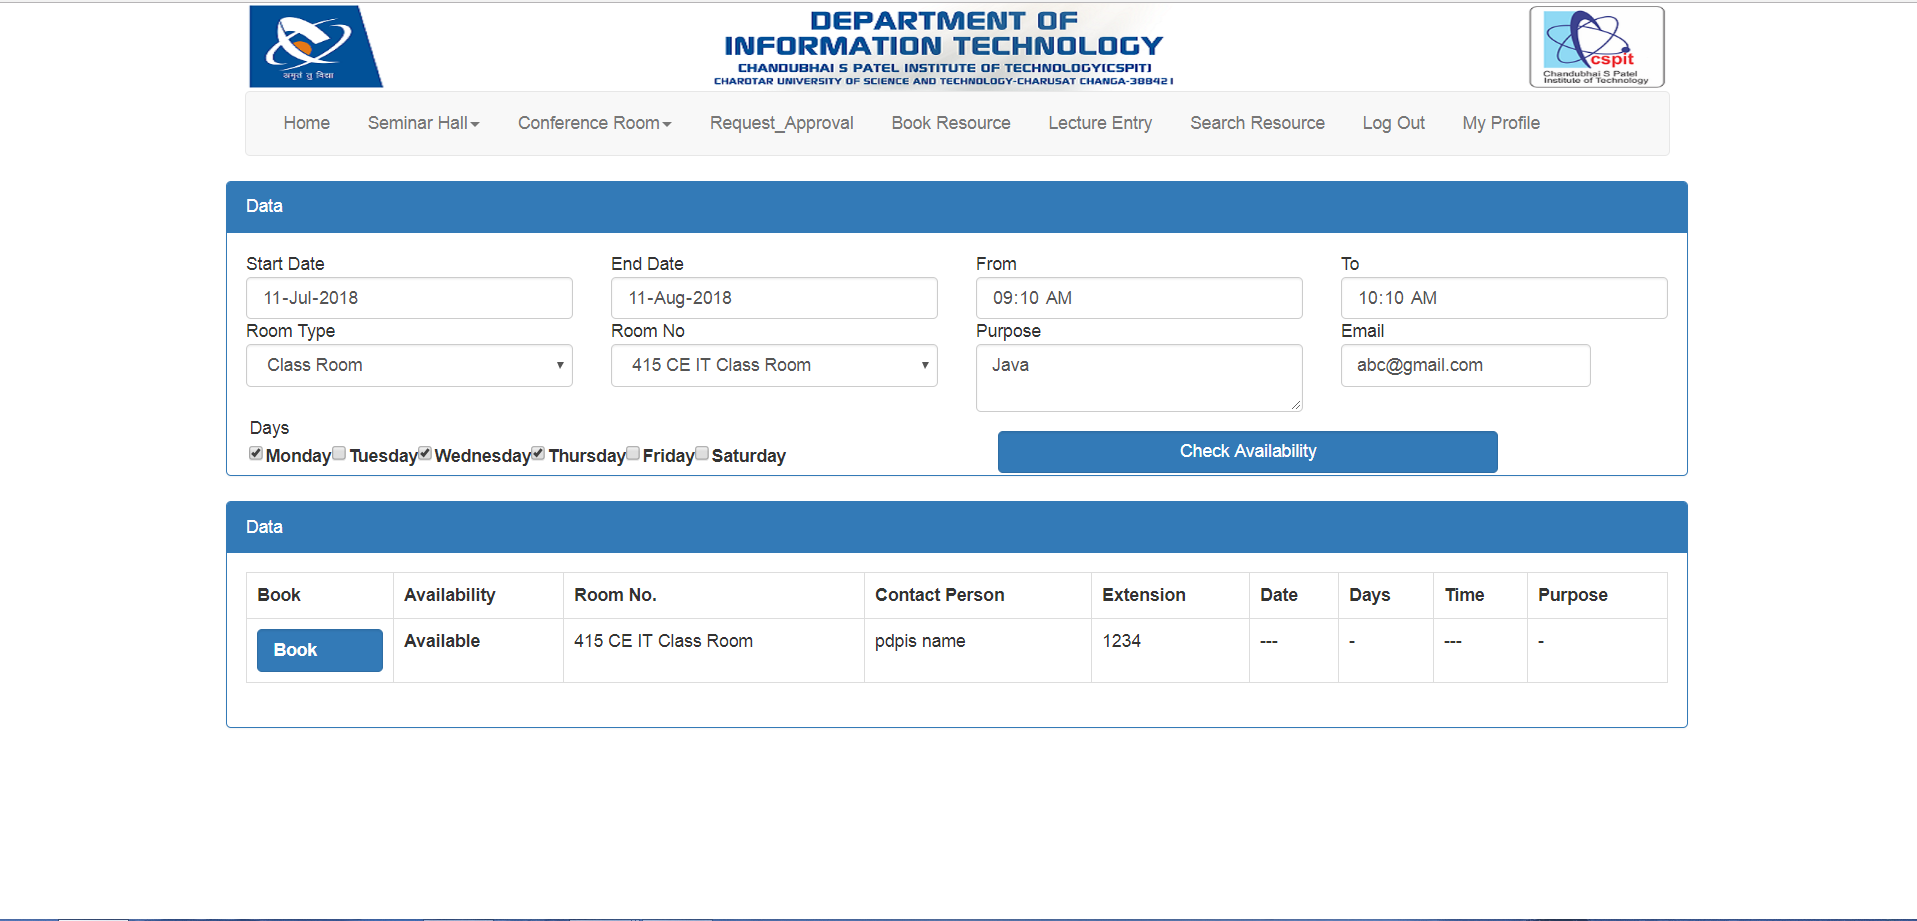 अमृतं तु विद्या
DEPARTMENT OF
INFORMATION TECHNOLOGY
CHANDUBHAI S PATEL INSTITUTE OF TECHNOLOGY(CSPIT)
CHAROTAR UNIVERSITY OF SCIENCE AND TECHNOLOGY-CHARUSAT CHANGA-388421
cspit
Chandubhai S Patel
Institute of Technology
Home Seminar Hall Conference Room Request_Approval Book Resource Lecture Entry Search Resource Log Out My Profile
Data
Start Date End Date From To
11-Jul-2018 11-Aug-2018 09:10 AM 10:10 AM
Room Type Room No Purpose Email
Class Room 415 CE IT Class Room Java abc@gmail.com
Days
Monday Tuesday Wednesday Thursday Friday Saturday Check Availability
Data
Book Availability Room No. Contact Person Extension Date Days Time Purpose
Book Available 415 CE IT Class Room pdpis name 1234 --- - --- -